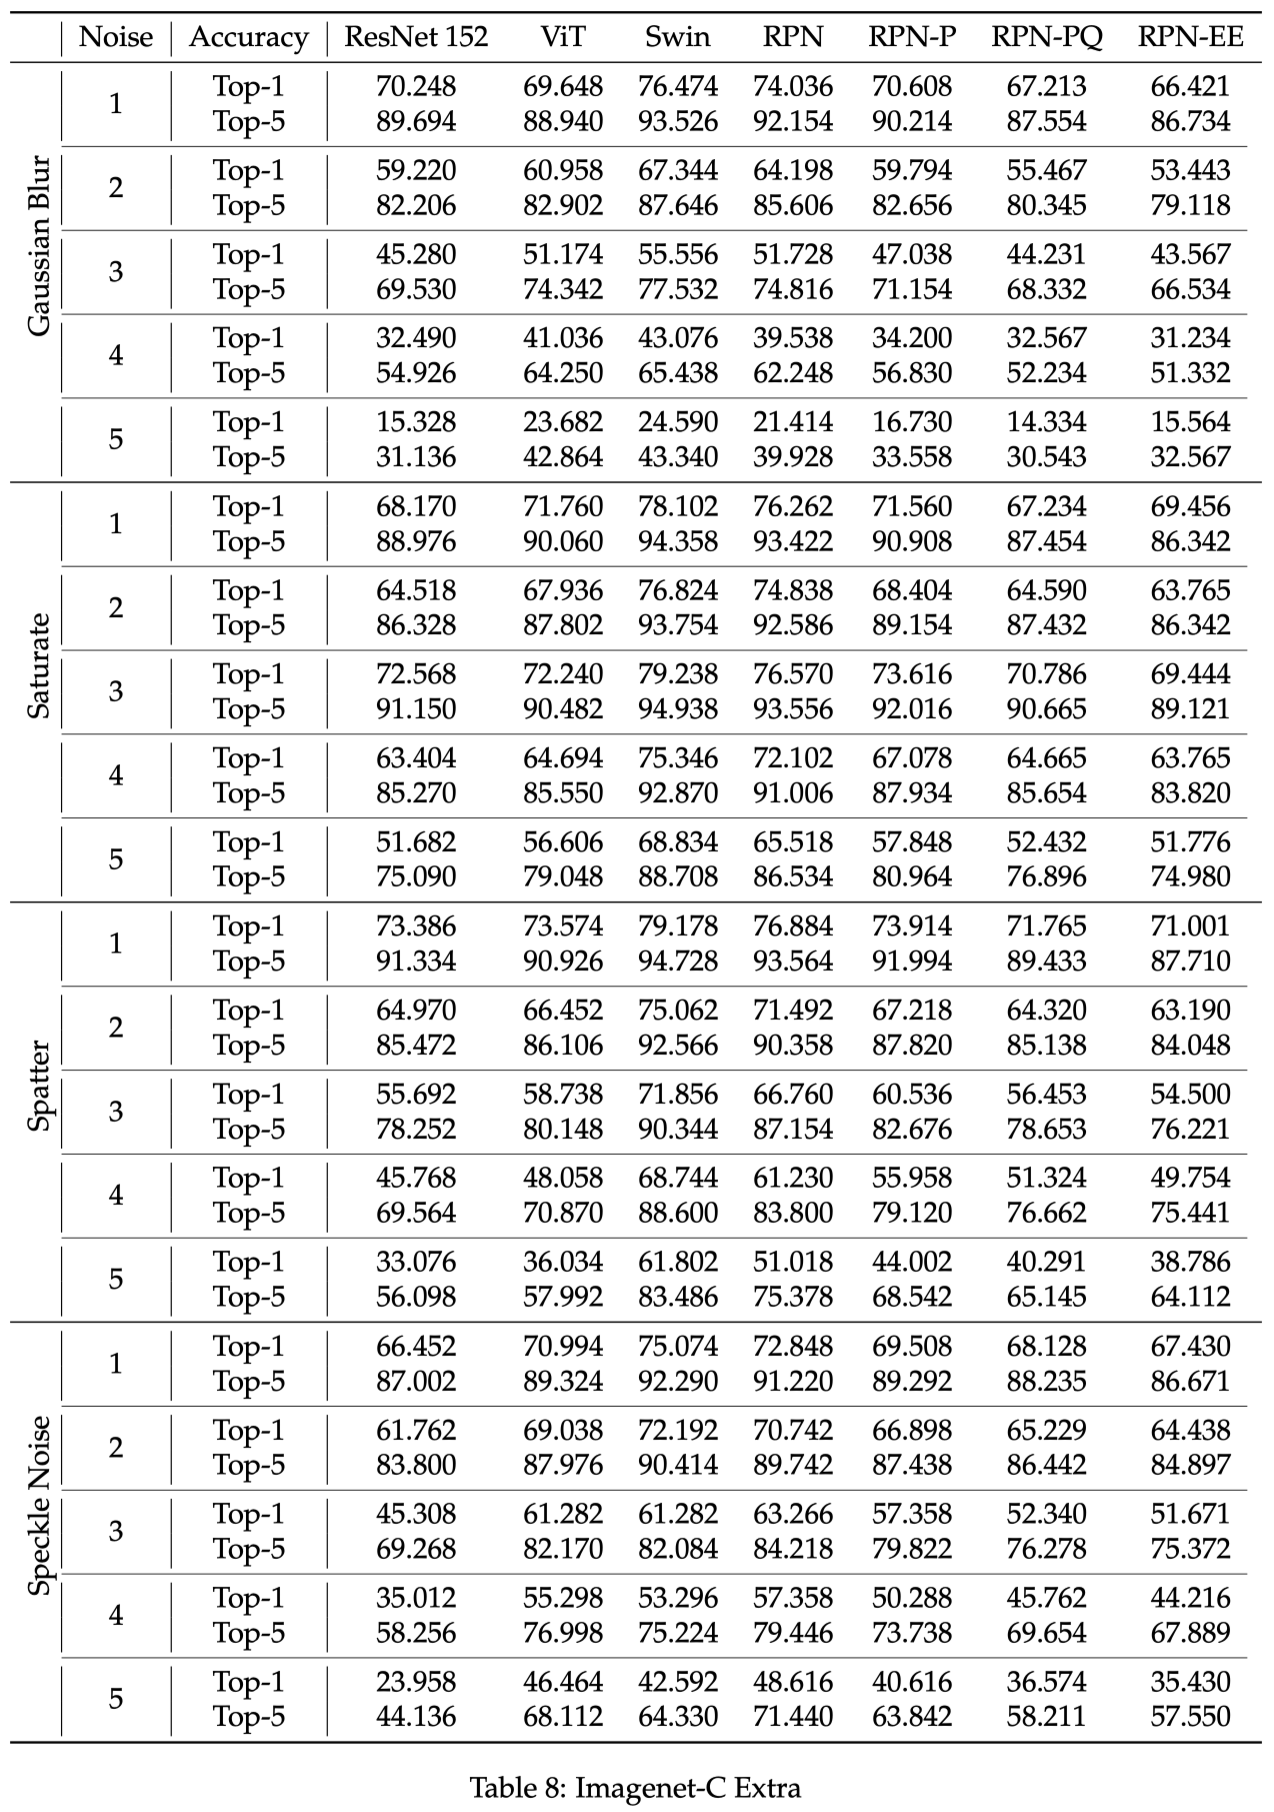 Noise Accuracy ResNet 152 ViT Swin RPN RPN-P RPN-PQ RPN-EE
Gaussian Blur
1 Top-1 70.248 69.648 76.474 74.036 70.608 67.213 66.421
Top-5 89.694 88.940 93.526 92.154 90.214 87.554 86.734
2 Top-1 59.220 60.958 67.344 64.198 59.794 55.467 53.443
Top-5 82.206 82.902 87.646 85.606 82.656 80.345 79.118
3 Top-1 45.280 51.174 55.556 51.728 47.038 44.231 43.567
Top-5 69.530 74.342 77.532 74.816 71.154 68.332 66.534
4 Top-1 32.490 41.036 43.076 39.538 34.200 32.567 31.234
Top-5 54.926 64.250 65.438 62.248 56.830 52.234 51.332
5 Top-1 15.328 23.682 24.590 21.414 16.730 14.334 15.564
Top-5 31.136 42.864 43.340 39.928 33.558 30.543 32.567
Saturate
1 Top-1 68.170 71.760 78.102 76.262 71.560 67.234 69.456
Top-5 88.976 90.060 94.358 93.422 90.908 87.454 86.342
2 Top-1 64.518 67.936 76.824 74.838 68.404 64.590 63.765
Top-5 86.328 87.802 93.754 92.586 89.154 87.432 86.342
3 Top-1 72.568 72.240 79.238 76.570 73.616 70.786 69.444
Top-5 91.150 90.482 94.938 93.556 92.016 90.665 89.121
4 Top-1 63.404 64.694 75.346 72.102 67.078 64.665 63.765
Top-5 85.270 85.550 92.870 91.006 87.934 85.654 83.820
5 Top-1 51.682 56.606 68.834 65.518 57.848 52.432 51.776
Top-5 75.090 79.048 88.708 86.534 80.964 76.896 74.980
Spatter
1 Top-1 73.386 73.574 79.178 76.884 73.914 71.765 71.001
Top-5 91.334 90.926 94.728 93.564 91.994 89.433 87.710
2 Top-1 64.970 66.452 75.062 71.492 67.218 64.320 63.190
Top-5 85.472 86.106 92.566 90.358 87.820 85.138 84.048
3 Top-1 55.692 58.738 71.856 66.760 60.536 56.453 54.500
Top-5 78.252 80.148 90.344 87.154 82.676 78.653 76.221
4 Top-1 45.768 48.058 68.744 61.230 55.958 51.324 49.754
Top-5 69.564 70.870 88.600 83.800 79.120 76.662 75.441
5 Top-1 33.076 36.034 61.802 51.018 44.002 40.291 38.786
Top-5 56.098 57.992 83.486 75.378 68.542 65.145 64.112
Speckle Noise
1 Top-1 66.452 70.994 75.074 72.848 69.508 68.128 67.430
Top-5 87.002 89.324 92.290 91.220 89.292 88.235 86.671
2 Top-1 61.762 69.038 72.192 70.742 66.898 65.229 64.438
Top-5 83.800 87.976 90.414 89.742 87.438 86.442 84.897
3 Top-1 45.308 61.282 61.282 63.266 57.358 52.340 51.671
Top-5 69.268 82.170 82.084 84.218 79.822 76.278 75.372
4 Top-1 35.012 55.298 53.296 57.358 50.288 45.762 44.216
Top-5 58.256 76.998 75.224 79.446 73.738 69.654 67.889
5 Top-1 23.958 46.464 42.592 48.616 40.616 36.574 35.430
Top-5 44.136 68.112 64.330 71.440 63.842 58.211 57.550
Table 8: Imagenet-C Extra